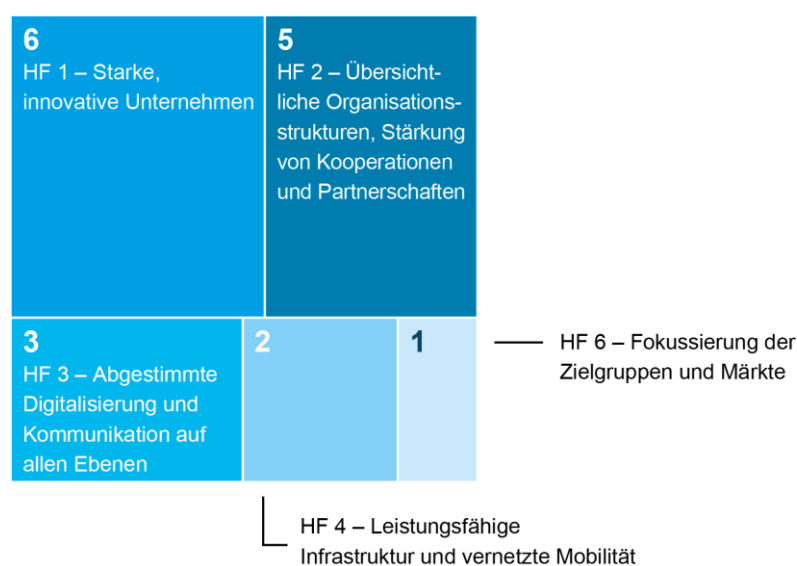 6
HF 1 – Starke,
innovative Unternehmen
5
HF 2 – Übersicht-
liche Organisations-
strukturen, Stärkung
von Kooperationen
und Partnerschaften
3
HF 3 – Abgestimmte
Digitalisierung und
Kommunikation auf
allen Ebenen
2
1
HF 6 – Fokussierung der
Zielgruppen und Märkte
HF 4 – Leistungsfähige
Infrastruktur und vernetzte Mobilität